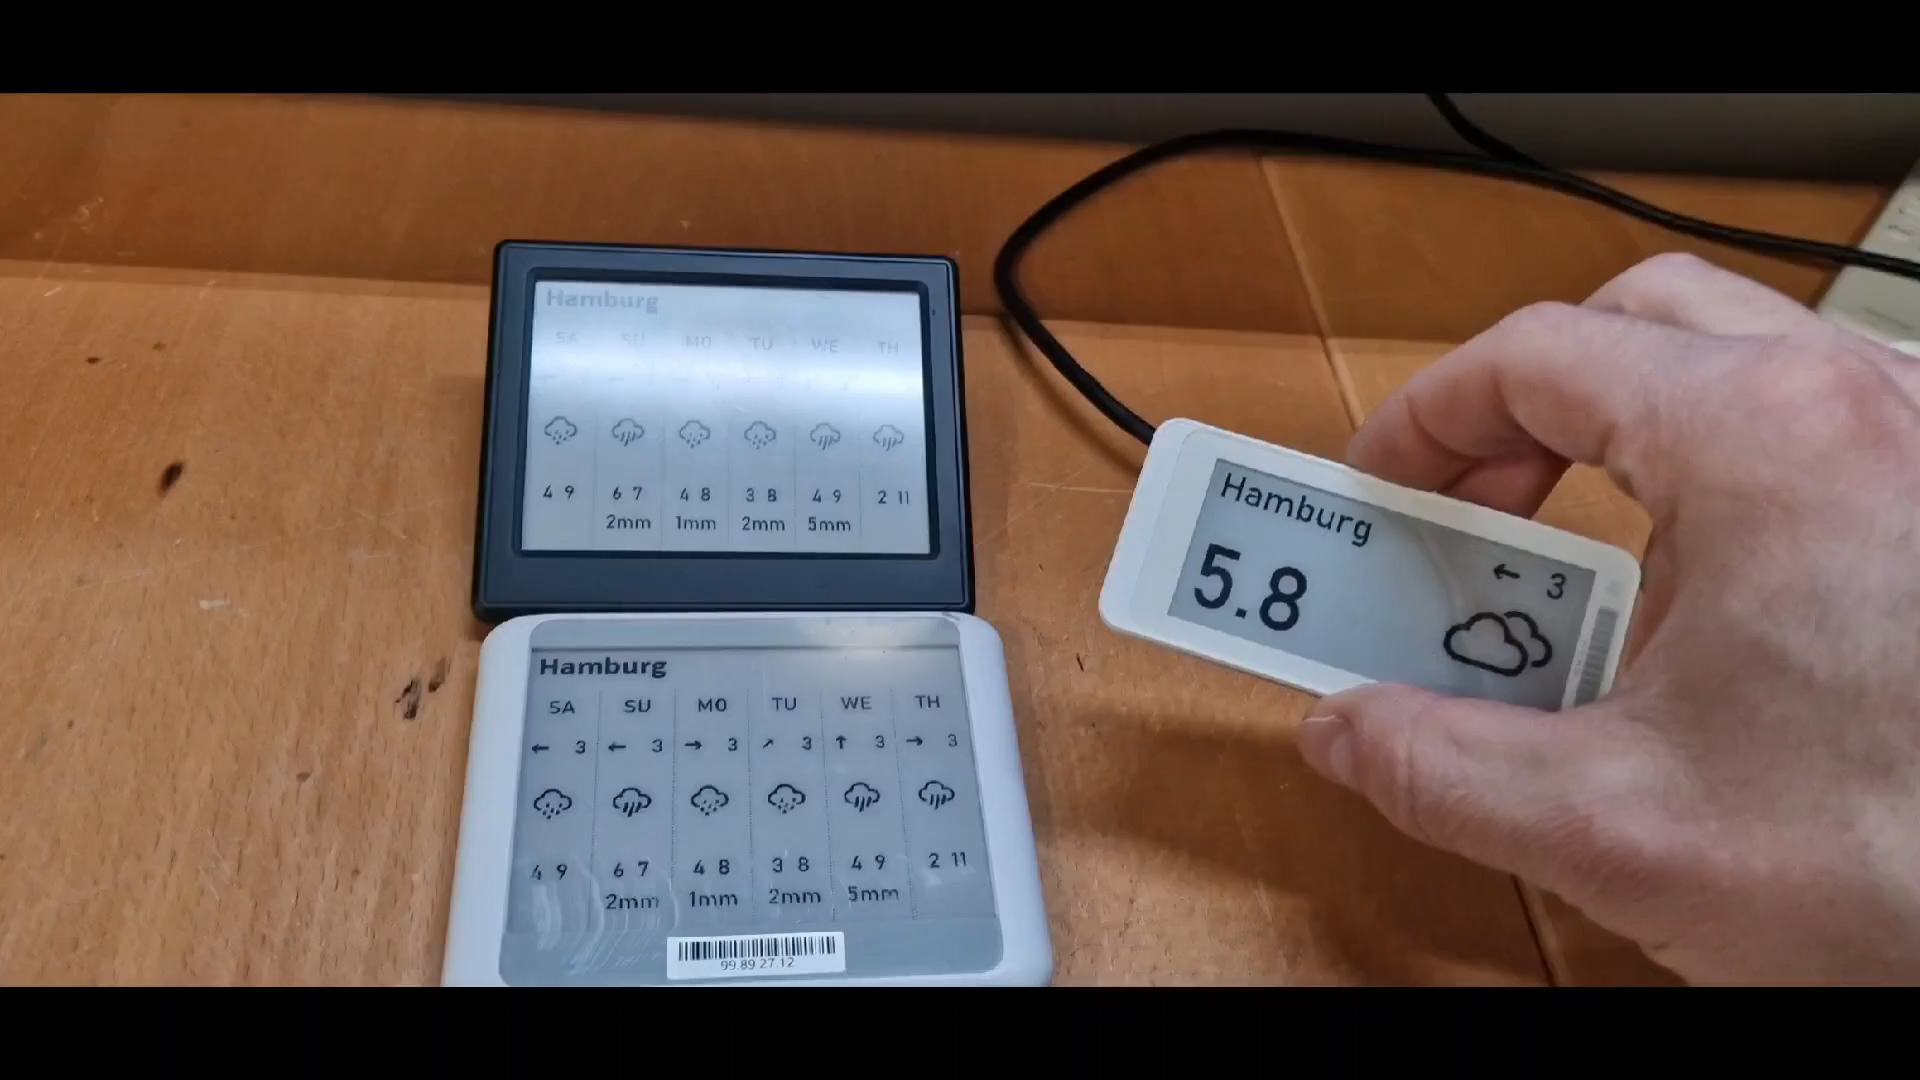 Hamburg
SA SU MO TU WE TH
4 9 6 7 4 8 3 8 4 9 2 11
2mm 1mm 2mm 5mm
Hamburg
5.8
← 3
Hamburg
SA SU MO TU WE TH
← 3 ← 3 → 3 ↗ 3 ↑ 3 → 3
4 9 6 7 4 8 3 8 4 9 2 11
2mm 1mm 2mm 5mm
99.89.27.12